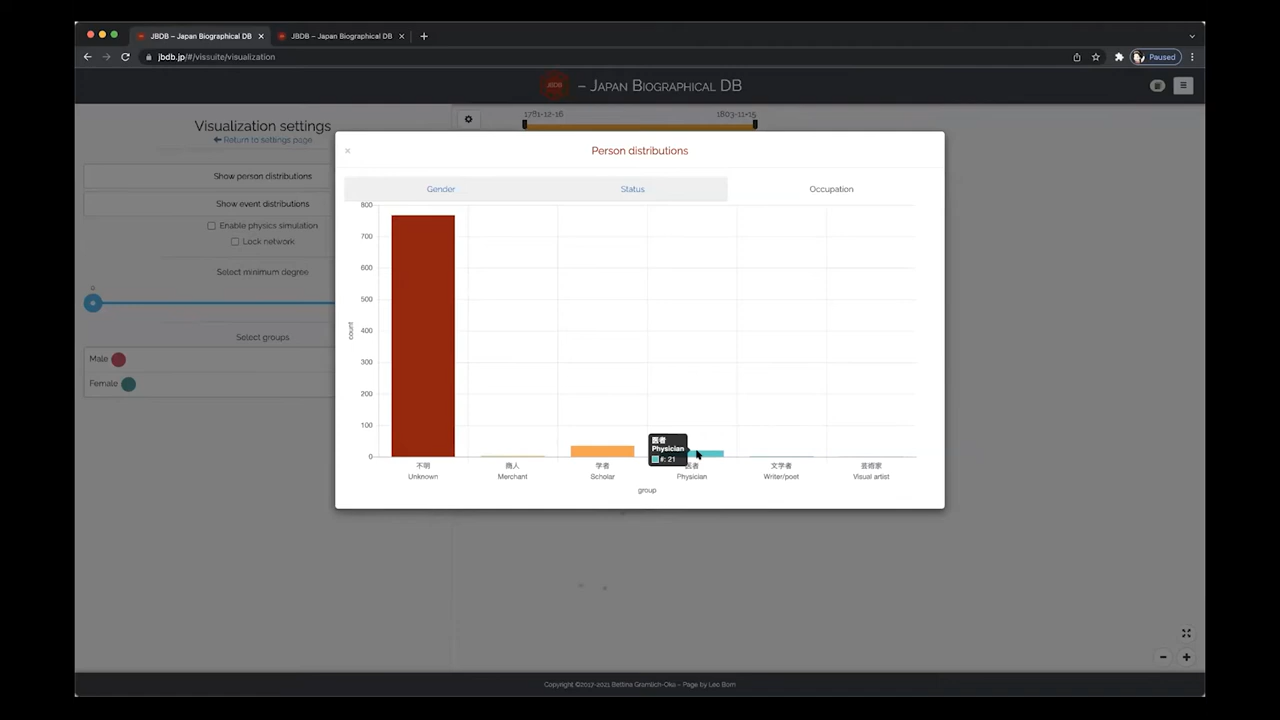 JBDB – Japan Biographical DB
JBDB – Japan Biographical DB
jbdb.jp/#/vissuite/visualization
Paused
JBDB
– Japan Biographical DB
Visualization settings
Return to settings page
Show person distributions
Show event distributions
Enable physics simulation
Lock network
Select minimum degree
0
Select groups
Male
Female
1781-12-16
1803-11-15
Person distributions
Gender
Status
Occupation
800
700
600
500
400
300
200
100
0
count
医者
Physician
#: 21
不明
Unknown
商人
Merchant
学者
Scholar
医者
Physician
文学者
Writer/poet
芸術家
Visual artist
group
Copyright ©2017-2021 Bettina Gramlich-Oka – Page by Leo Born